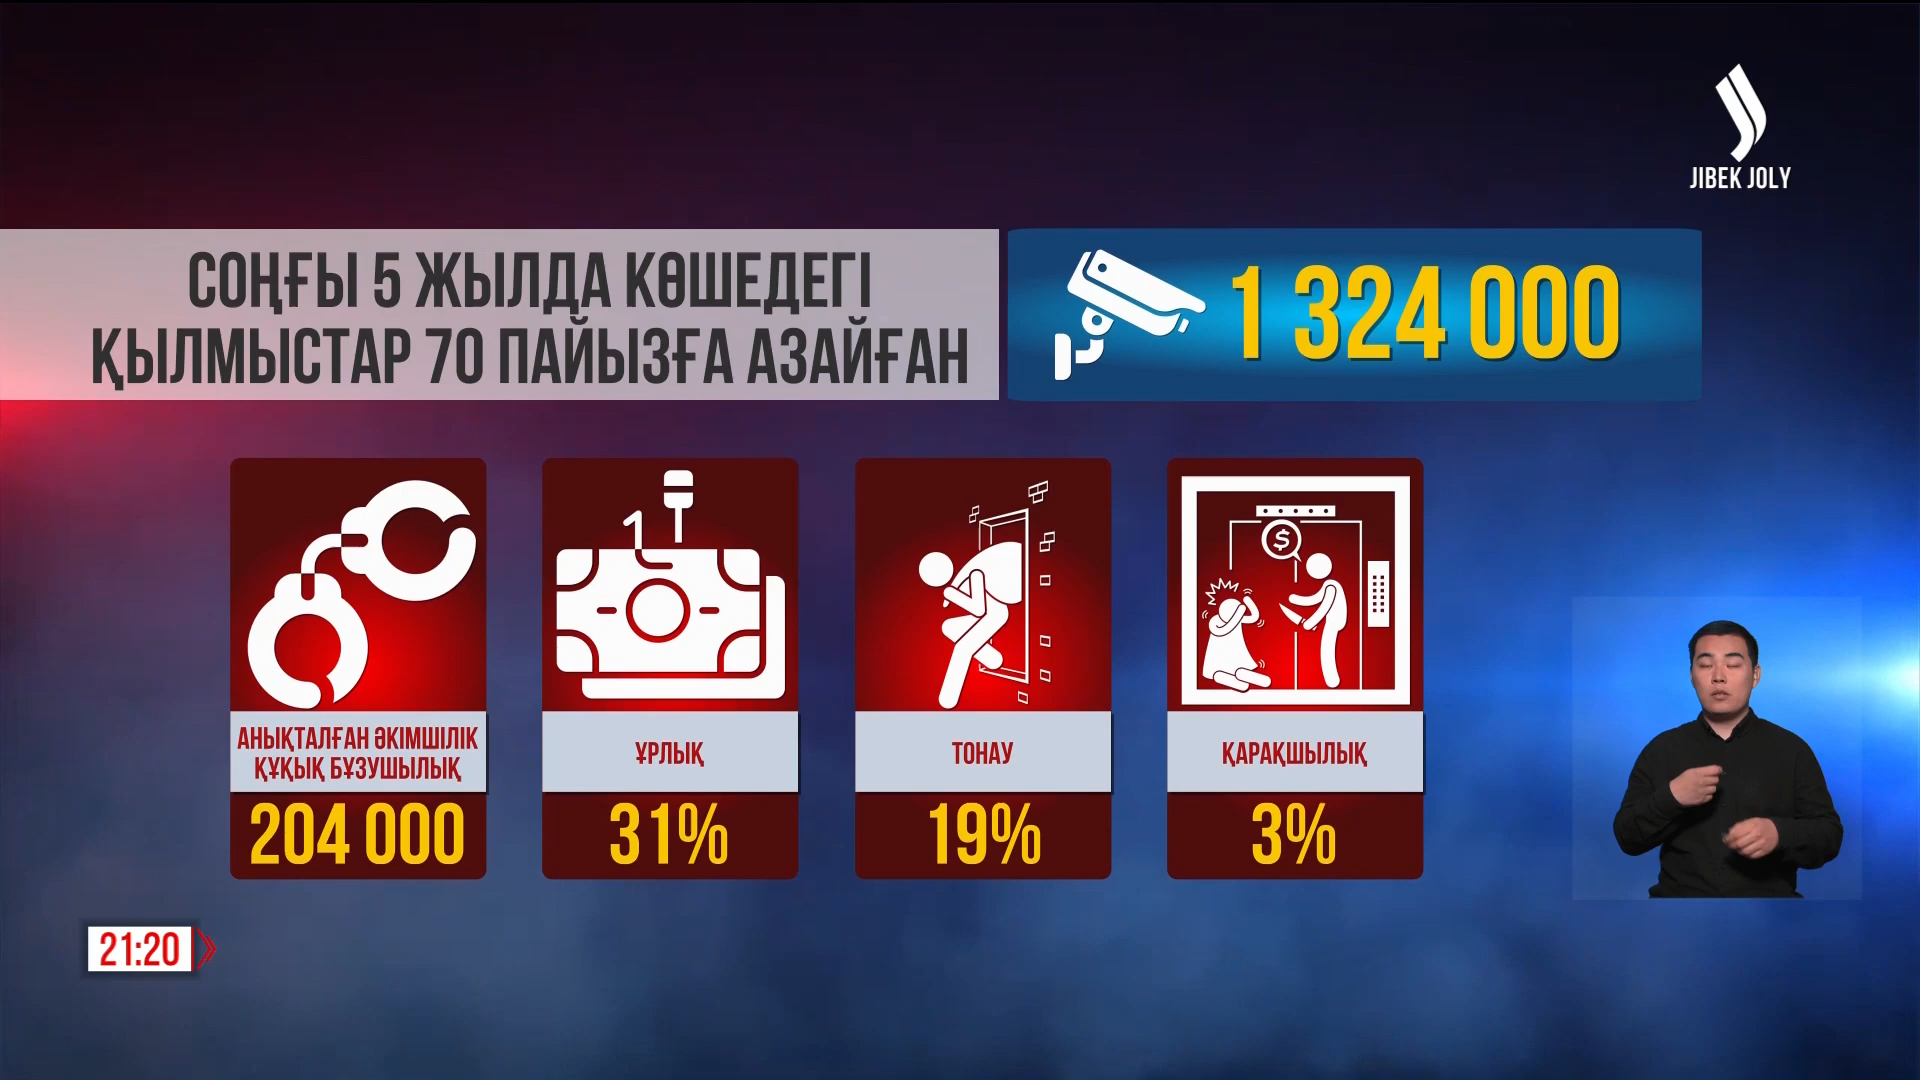 JIBEK JOLY
СОҢҒЫ 5 ЖЫЛДА КӨШЕДЕГІ
ҚЫЛМЫСТАР 70 ПАЙЫЗҒА АЗАЙҒАН
1 324 000
АНЫҚТАЛҒАН ӘКІМШІЛІК
ҚҰҚЫҚ БҰЗУШЫЛЫҚ
204 000
ҰРЛЫҚ
31%
ТОНАУ
19%
$
ҚАРАҚШЫЛЫҚ
3%
21:20